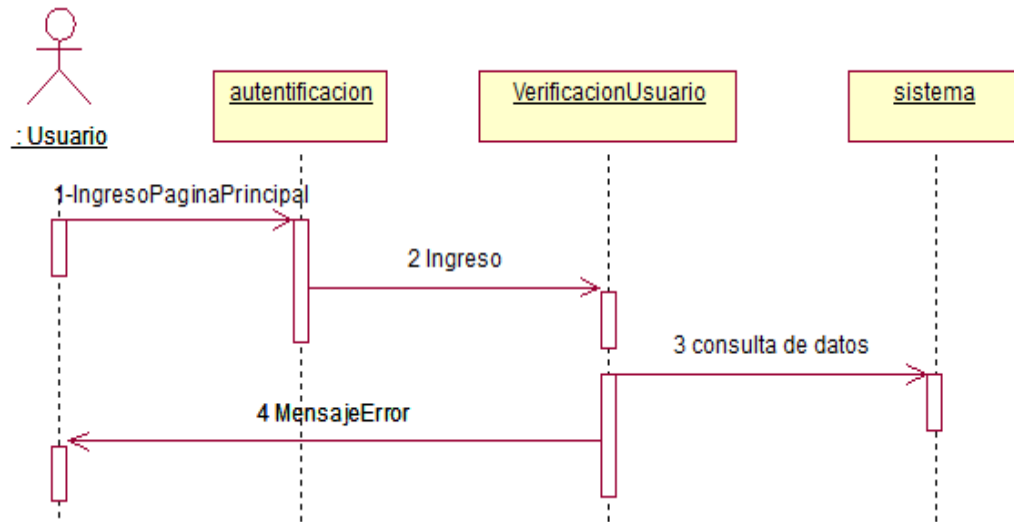 autentificacion
VerificacionUsuario
sistema
: Usuario
1-IngresoPaginaPrincipal
2 Ingreso
3 consulta de datos
4 MensajeError